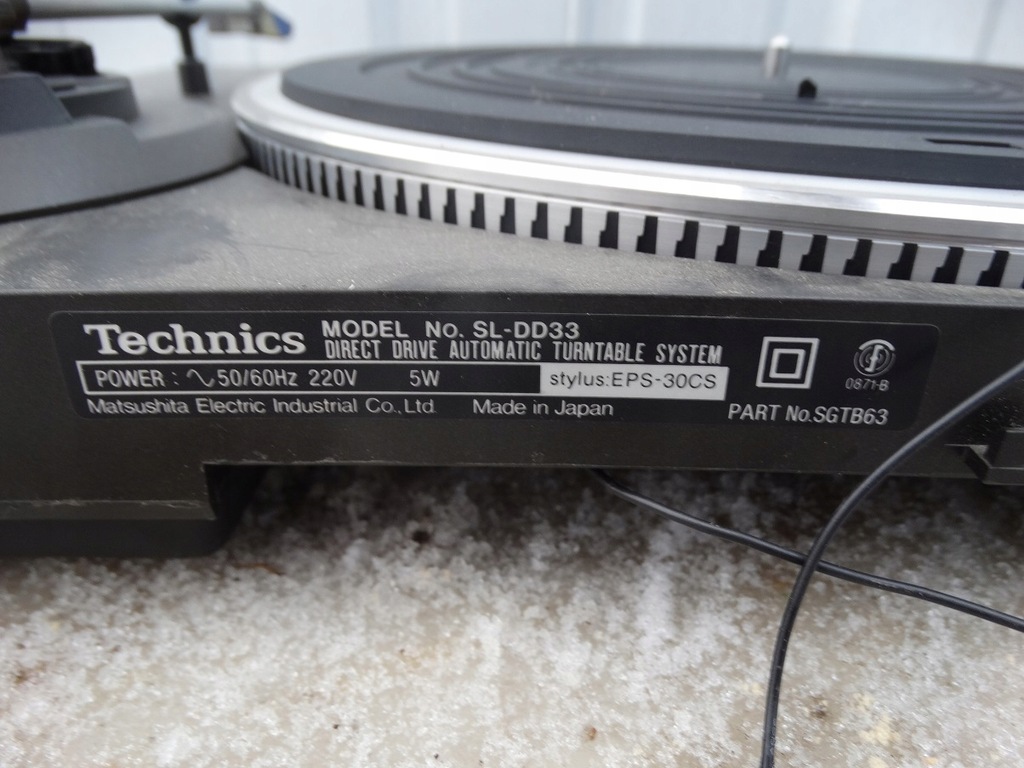 Technics
MODEL No. SL-DD33
DIRECT DRIVE AUTOMATIC TURNTABLE SYSTEM
POWER : ∿50/60Hz 220V 5W stylus:EPS-30CS
Matsushita Electric Industrial Co., Ltd. Made in Japan
0871-B
PART No.SGTB63